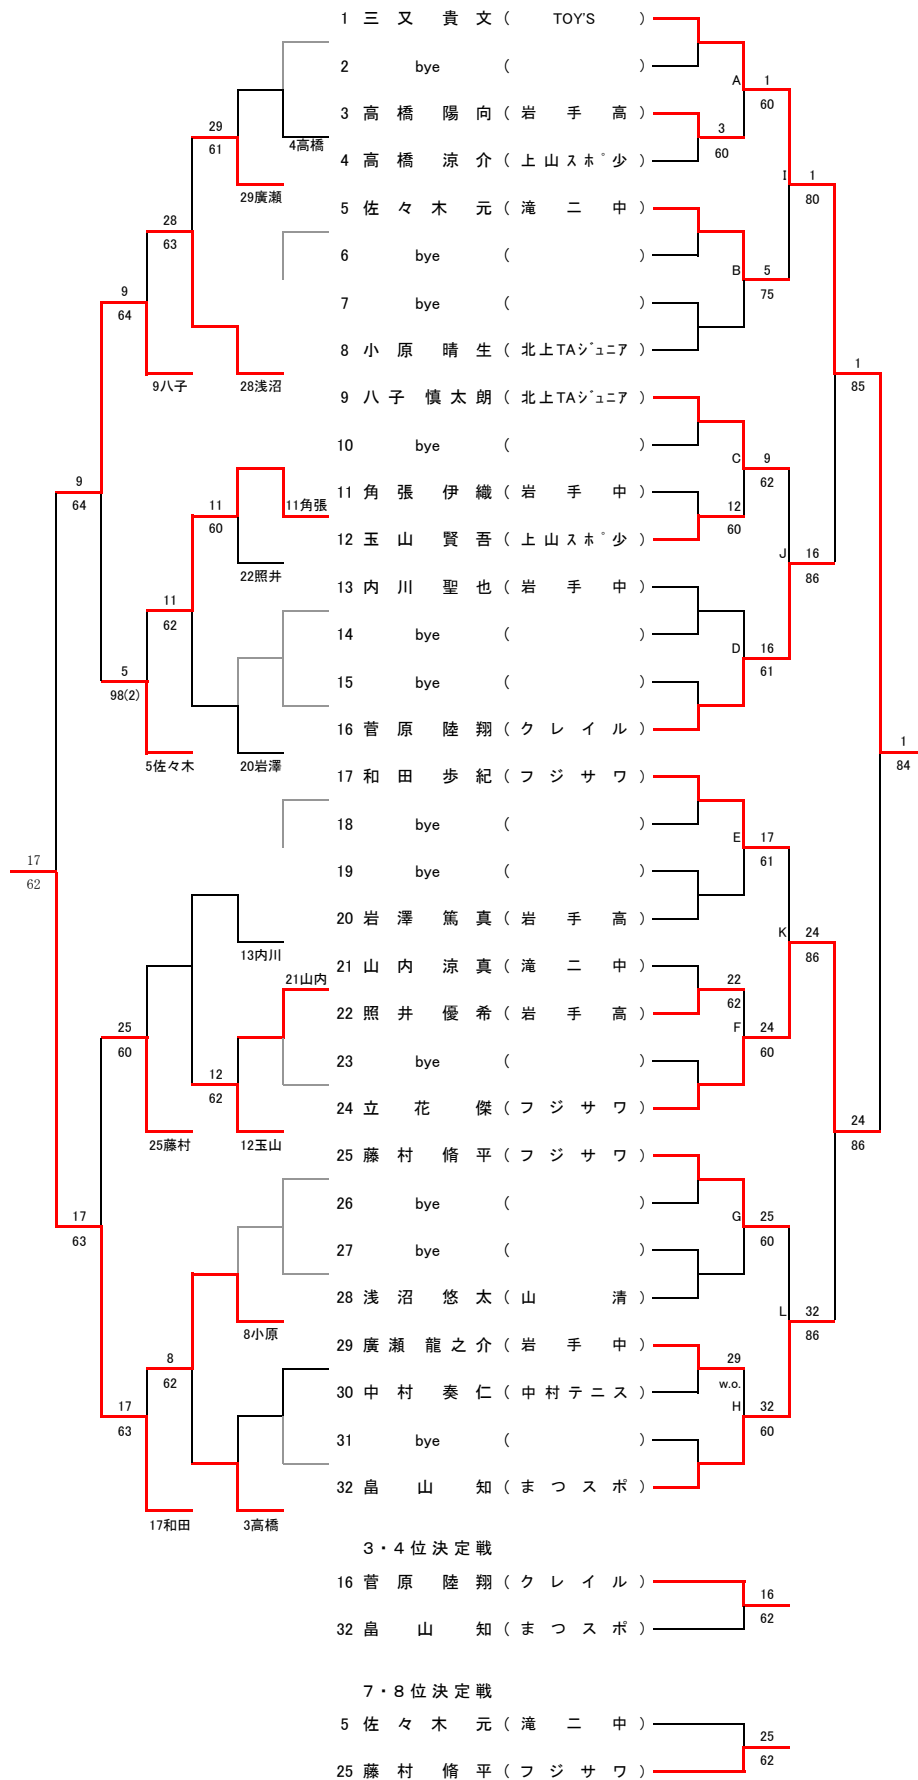 1 三又 貴文 ( TOY'S )
2 bye ( )
A 1
60
3 高橋 陽向 ( 岩手高 )
29
3
4高橋
61
60
4 高橋 涼介 ( 上山スポ少 )
I 1
29廣瀬
80
5 佐々木 元 ( 滝二中 )
28
63
6 bye ( )
B 5
9
75
7 bye ( )
64
8 小原 晴生 ( 北上TAジュニア )
1
9八子
28浅沼
85
9 八子 慎太朗 ( 北上TAジュニア )
10 bye ( )
C 9
9
62
11 角張 伊織 ( 岩手中 )
64
11
11角張
12
60
60
12 玉山 賢吾 ( 上山スポ少 )
J 16
22照井
86
13 内川 聖也 ( 岩手中 )
11
62
14 bye ( )
D 16
5
61
15 bye ( )
98(2)
16 菅原 陸翔 ( クレイル )
1
5佐々木
20岩澤
84
17 和田 歩紀 ( フジサワ )
18 bye ( )
E 17
17
61
19 bye ( )
62
20 岩澤 篤真 ( 岩手高 )
K 24
13内川
86
21 山内 涼真 ( 滝二中 )
21山内
22
62
22 照井 優希 ( 岩手高 )
25
F 24
60
60
23 bye ( )
12
62
24 立花 傑 ( フジサワ )
24
25藤村
12玉山
86
25 藤村 脩平 ( フジサワ )
26 bye ( )
17
G 25
63
60
27 bye ( )
28 浅沼 悠太 ( 山清 )
L 32
8小原
86
29 廣瀬 龍之介 ( 岩手中 )
8
29
62
w.o.
30 中村 奏仁 ( 中村テニス )
17
H 32
63
60
31 bye ( )
32 畠山 知 ( まつスポ )
17和田
3高橋
3・4位決定戦
16 菅原 陸翔 ( クレイル )
16
62
32 畠山 知 ( まつスポ )
7・8位決定戦
5 佐々木 元 ( 滝二中 )
25
62
25 藤村 脩平 ( フジサワ )